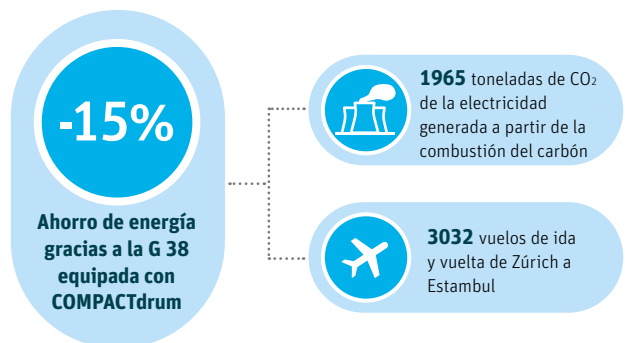 -15%
Ahorro de energía
gracias a la G 38
equipada con
COMPACTdrum
1965 toneladas de CO₂
de la electricidad
generada a partir de la
combustión del carbón
3032 vuelos de ida
y vuelta de Zúrich a
Estambul